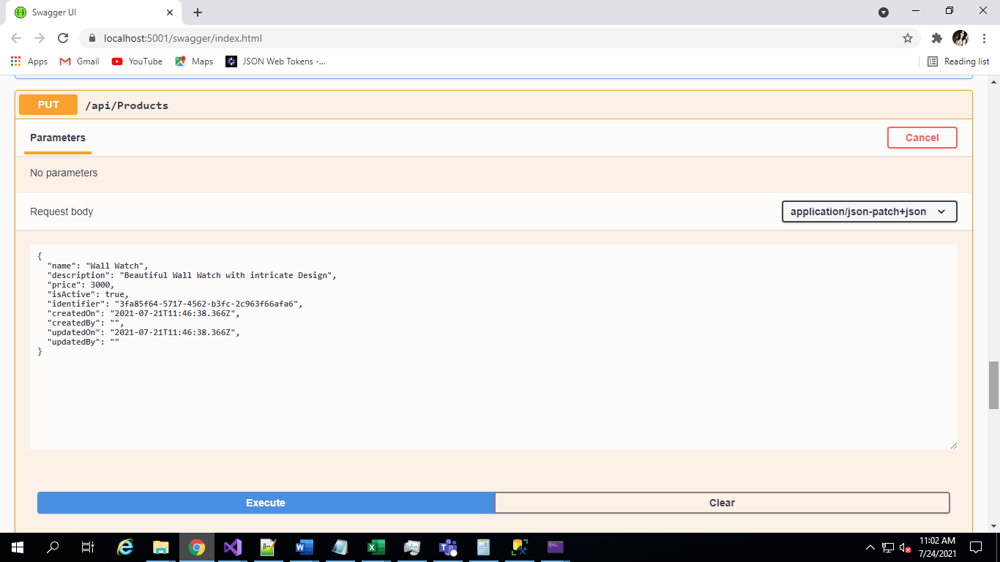 Swagger UI
localhost:5001/swagger/index.html
Apps Gmail YouTube Maps JSON Web Tokens -... Reading list
PUT /api/Products
Parameters Cancel
No parameters
Request body application/json-patch+json
{
"name": "Wall Watch",
"description": "Beautiful Wall Watch with intricate Design",
"price": 3000,
"isActive": true,
"identifier": "3fa85f64-5717-4562-b3fc-2c963f66afa6",
"createdOn": "2021-07-21T11:46:38.366Z",
"createdBy": "",
"updatedOn": "2021-07-21T11:46:38.366Z",
"updatedBy": ""
}
Execute Clear
11:02 AM
7/24/2021